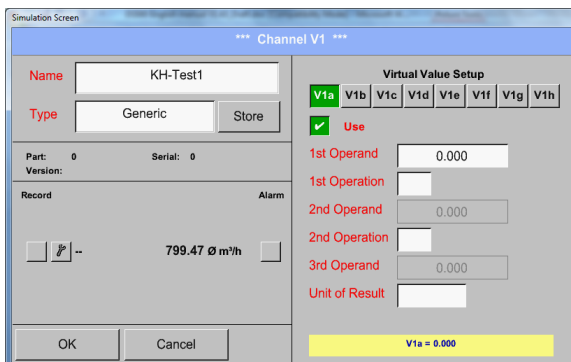 Simulation Screen
*** Channel V1 ***
Name
KH-Test1
Type
Generic
Store
Part: 0 Serial: 0
Version:
Record Alarm
-- 799.47 Ø m³/h
OK
Cancel
Virtual Value Setup
V1a V1b V1c V1d V1e V1f V1g V1h
Use
1st Operand 0.000
1st Operation
2nd Operand 0.000
2nd Operation
3rd Operand 0.000
Unit of Result
V1a = 0.000